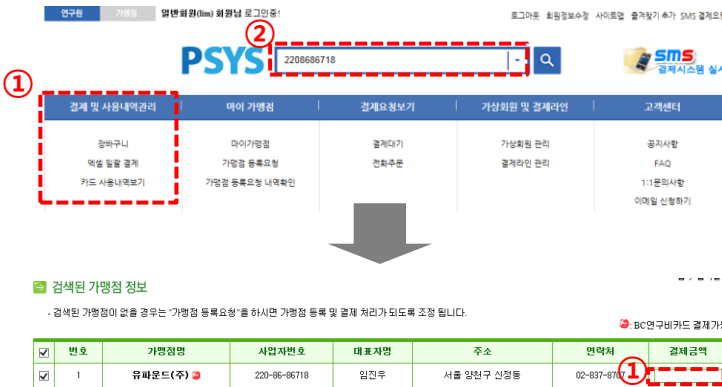 연구원 가맹점 일반회원(lim) 회원님 로그인중!
로그아웃 회원정보수정 사이트맵 즐겨찾기 추가 SMS 결제요청
②
PSYS 2208686718
SMS
결제시스템 실시
①
결제 및 사용내역관리 마이 가맹점 결제요청보기 가상회원 및 결제라인 고객센터
장바구니 마이가맹점 결제대기 가상회원 관리 공지사항
엑셀 일괄 결제 가맹점 등록요청 전화주문 결제라인 관리 FAQ
카드 사용내역보기 가맹점 등록요청 내역확인 1:1문의사항
이메일 신청하기
검색된 가맹점 정보
- 검색된 가맹점이 없을 경우는 "가맹점 등록요청"을 하시면 가맹점 등록 및 결제 처리가 되도록 조정 됩니다.
: BC연구비카드 결제가능
번호 가맹점명 사업자번호 대표자명 주소 연락처 결제금액
①
1 유파운드(주) 220-86-86718 임진우 서울 양천구 신정동 02-837-8767